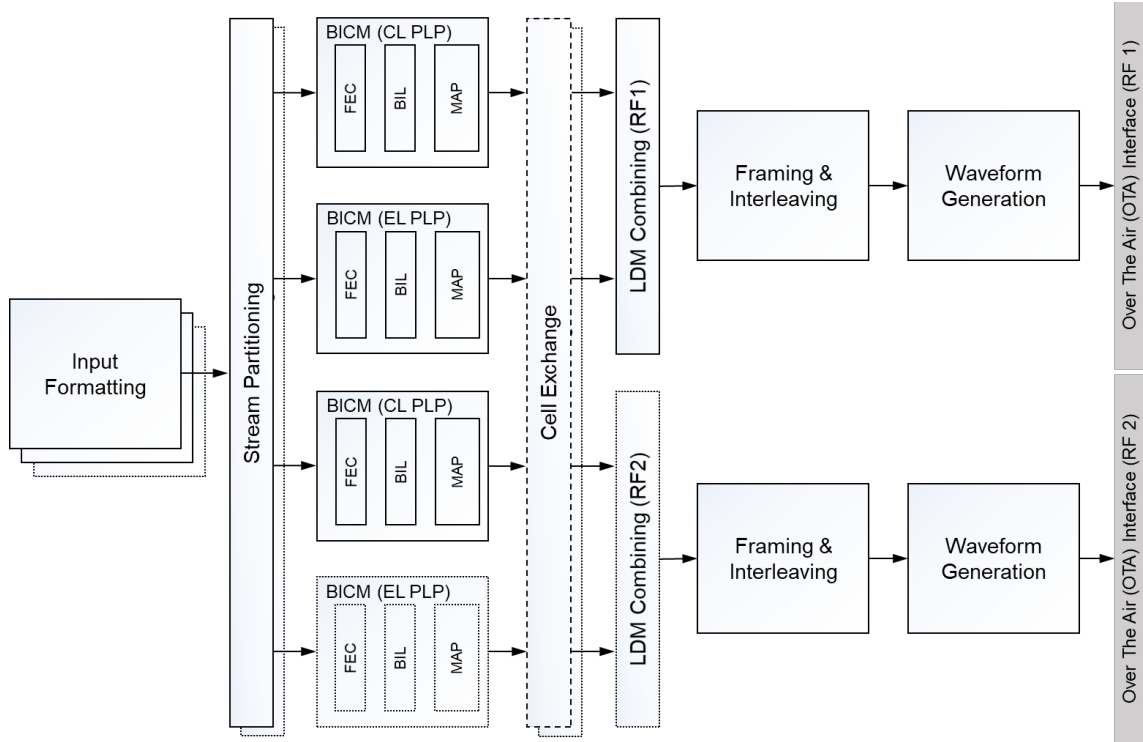 Input
Formatting
Stream Partitioning
BICM (CL PLP)
FEC
BIL
MAP
BICM (EL PLP)
FEC
BIL
MAP
BICM (CL PLP)
FEC
BIL
MAP
BICM (EL PLP)
FEC
BIL
MAP
Cell Exchange
LDM Combining (RF1)
Framing &
Interleaving
Waveform
Generation
Over The Air (OTA) Interface (RF 1)
LDM Combining (RF2)
Framing &
Interleaving
Waveform
Generation
Over The Air (OTA) Interface (RF 2)